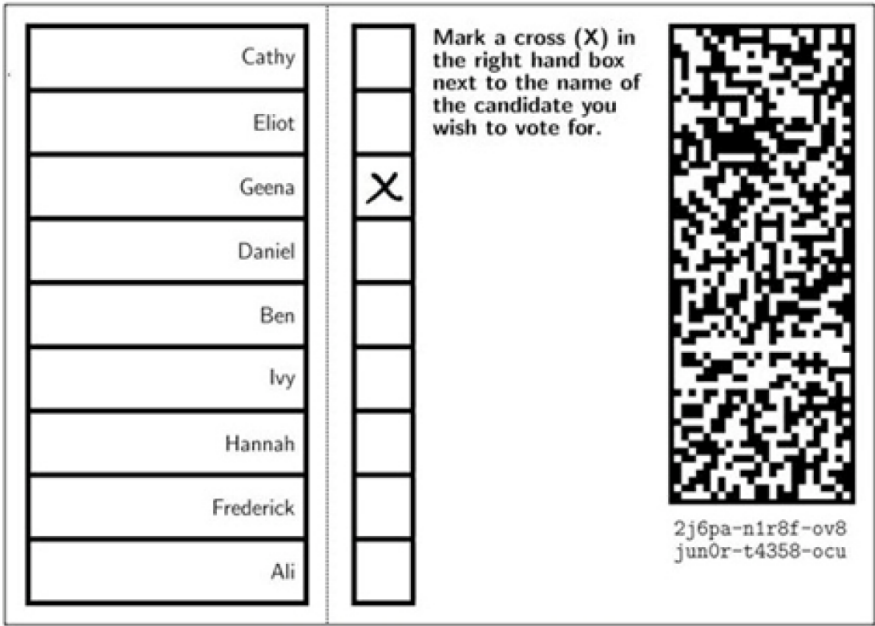 Cathy
Eliot
Geena
X
Daniel
Ben
Ivy
Hannah
Frederick
Ali
Mark a cross (X) in
the right hand box
next to the name of
the candidate you
wish to vote for.
2j6pa-n1r8f-ov8
jun0r-t4358-ocu